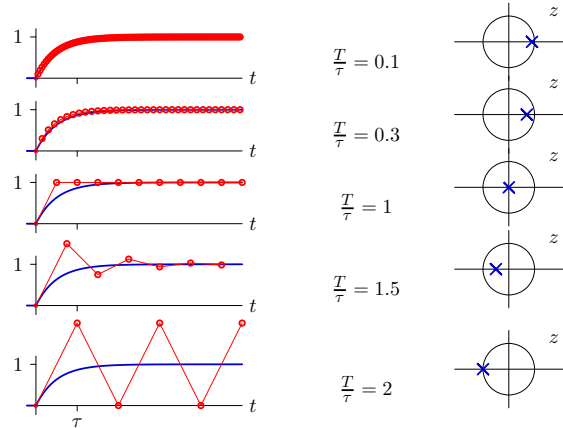 1
t
T/τ = 0.1
z
1
t
T/τ = 0.3
z
1
t
T/τ = 1
z
1
t
T/τ = 1.5
z
1
t
τ
T/τ = 2
z